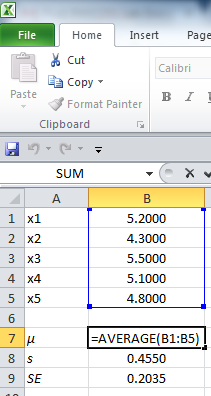 File Home Insert Page
Cut
Copy
Format Painter
Paste
Clipboard
Calibri
B
SUM
A B
1 x1 5.2000
2 x2 4.3000
3 x3 5.5000
4 x4 5.1000
5 x5 4.8000
6
7 μ =AVERAGE(B1:B5)
8 s 0.4550
9 SE 0.2035
10